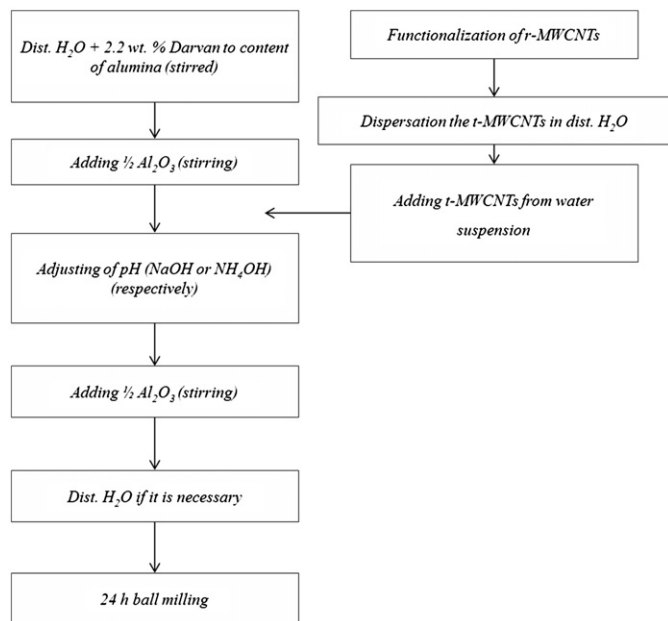 Dist. H₂O + 2.2 wt. % Darvan to content
of alumina (stirred)
Adding ½ Al₂O₃ (stirring)
Adjusting of pH (NaOH or NH₄OH)
(respectively)
Adding ½ Al₂O₃ (stirring)
Dist. H₂O if it is necessary
24 h ball milling
Functionalization of r-MWCNTs
Dispersation the t-MWCNTs in dist. H₂O
Adding t-MWCNTs from water
suspension